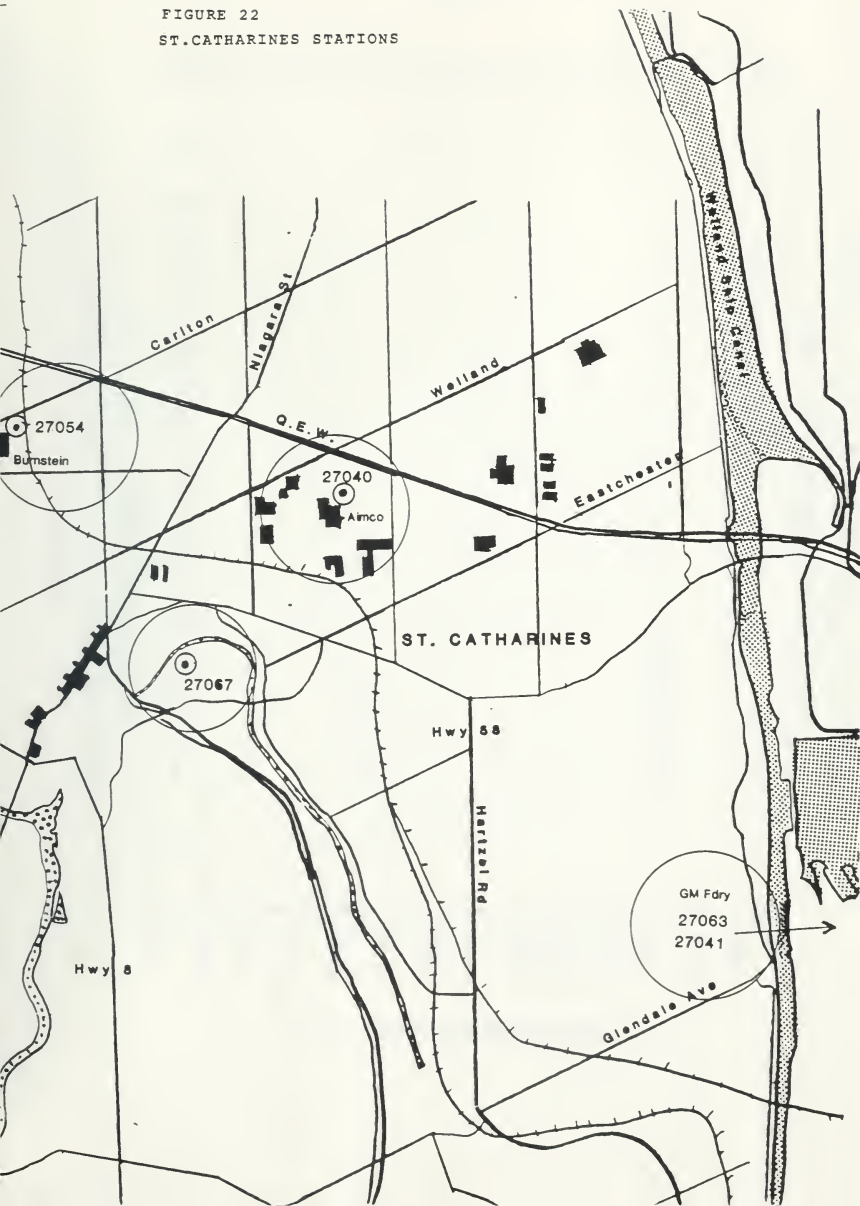 FIGURE 22
ST.CATHARINES STATIONS
Welland Ship Canal
Niagara St
Carlton
Welland
Q.E.W.
27054
Burnstein
27040
Aimco
Eastchester
ST. CATHARINES
27067
Hwy 58
Hartzel Rd
GM Fdry
27063
27041
Hwy 8
Glendale Ave